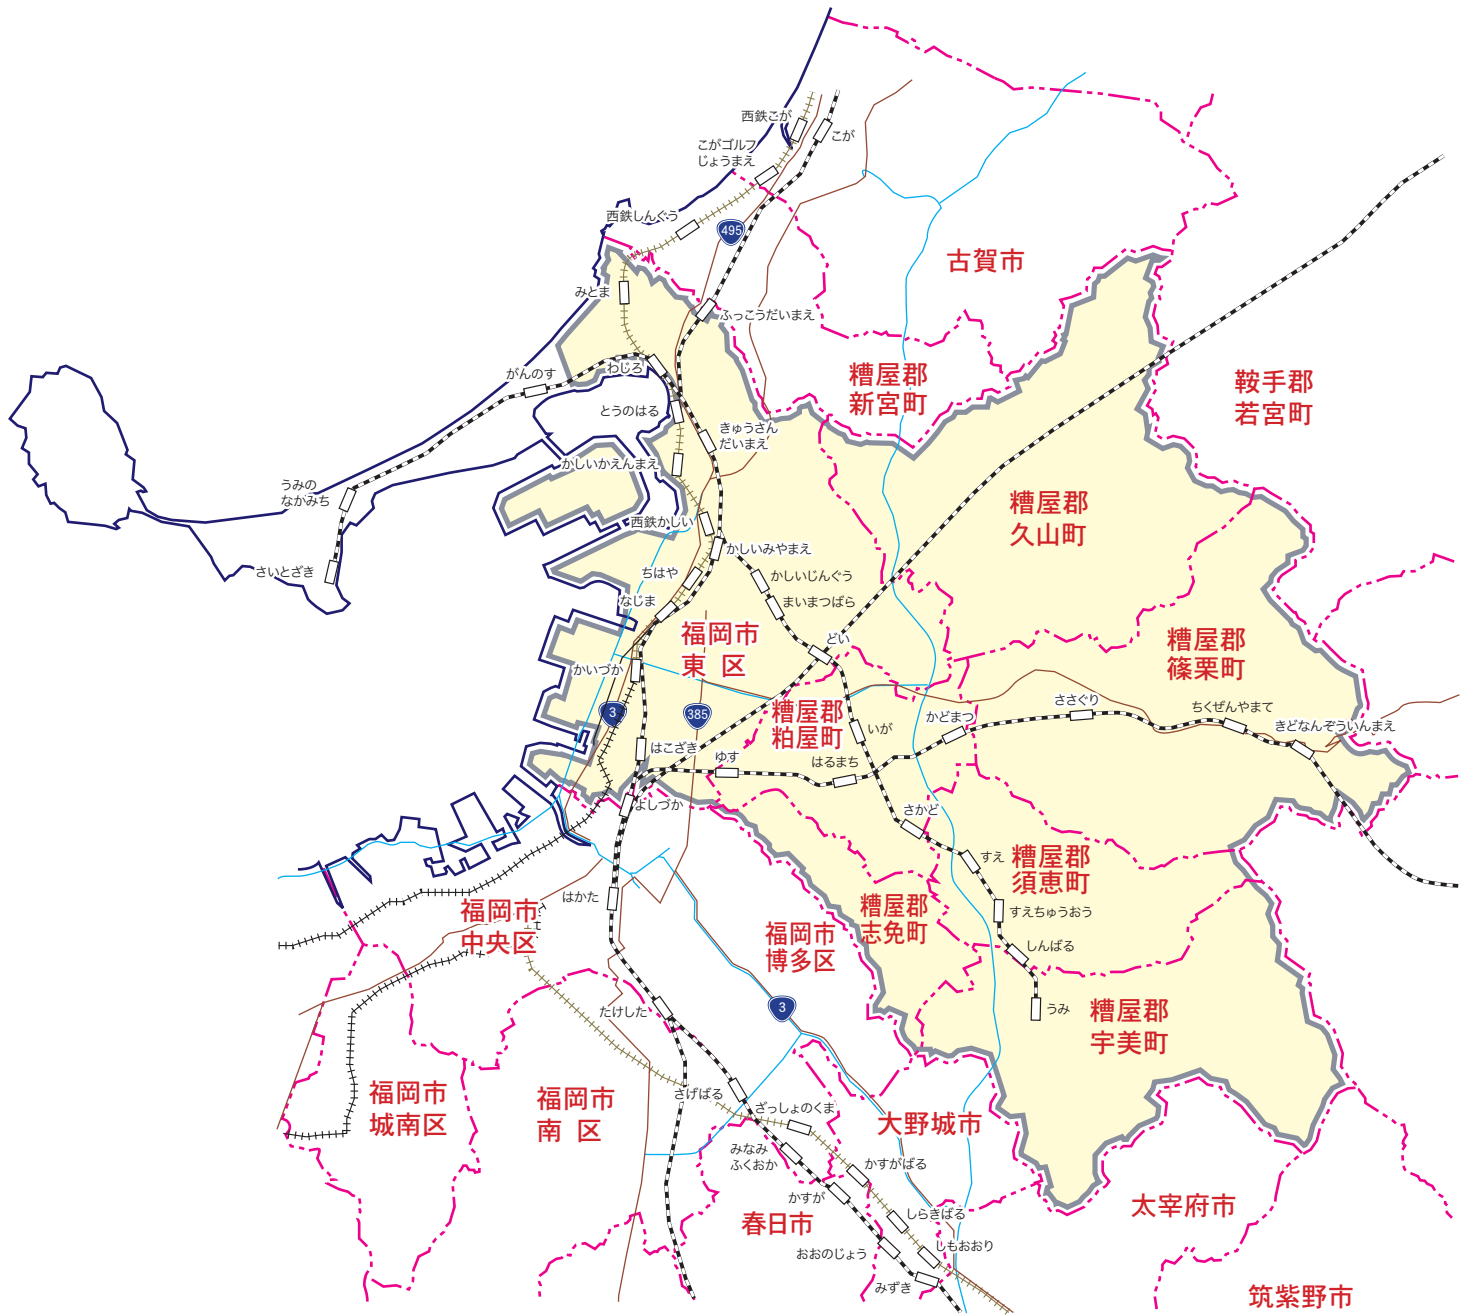 西鉄こが
こが
こがゴルフ
じょうまえ
西鉄しんぐう
495
古賀市
みとま
ふっこうだいまえ
わじろ
がんのす
糟屋郡
新宮町
鞍手郡
若宮町
とうのはる
きゅうさん
だいまえ
かしいかえんまえ
うみの
なかみち
糟屋郡
久山町
西鉄かしい
かしいみやまえ
さいとざき
ちはや
かしいじんぐう
なじま
まいまつばら
福岡市
東 区
どい
糟屋郡
篠栗町
かいづか
3
385
糟屋郡
粕屋町
いが
かどまつ
ささぐり
ちくぜんやまて
きどなんぞういんまえ
はこざき
ゆす
はるまち
よしづか
さかど
すえ
糟屋郡
須恵町
はかた
福岡市
中央区
糟屋郡
志免町
すえちゅうおう
福岡市
博多区
しんばる
たけした
3
うみ
糟屋郡
宇美町
福岡市
城南区
福岡市
南 区
さげばる
ざっしょのくま
大野城市
みなみ
ふくおか
かすがばる
かすが
春日市
しらきばる
太宰府市
おおのじょう
しもおおり
みずき
筑紫野市